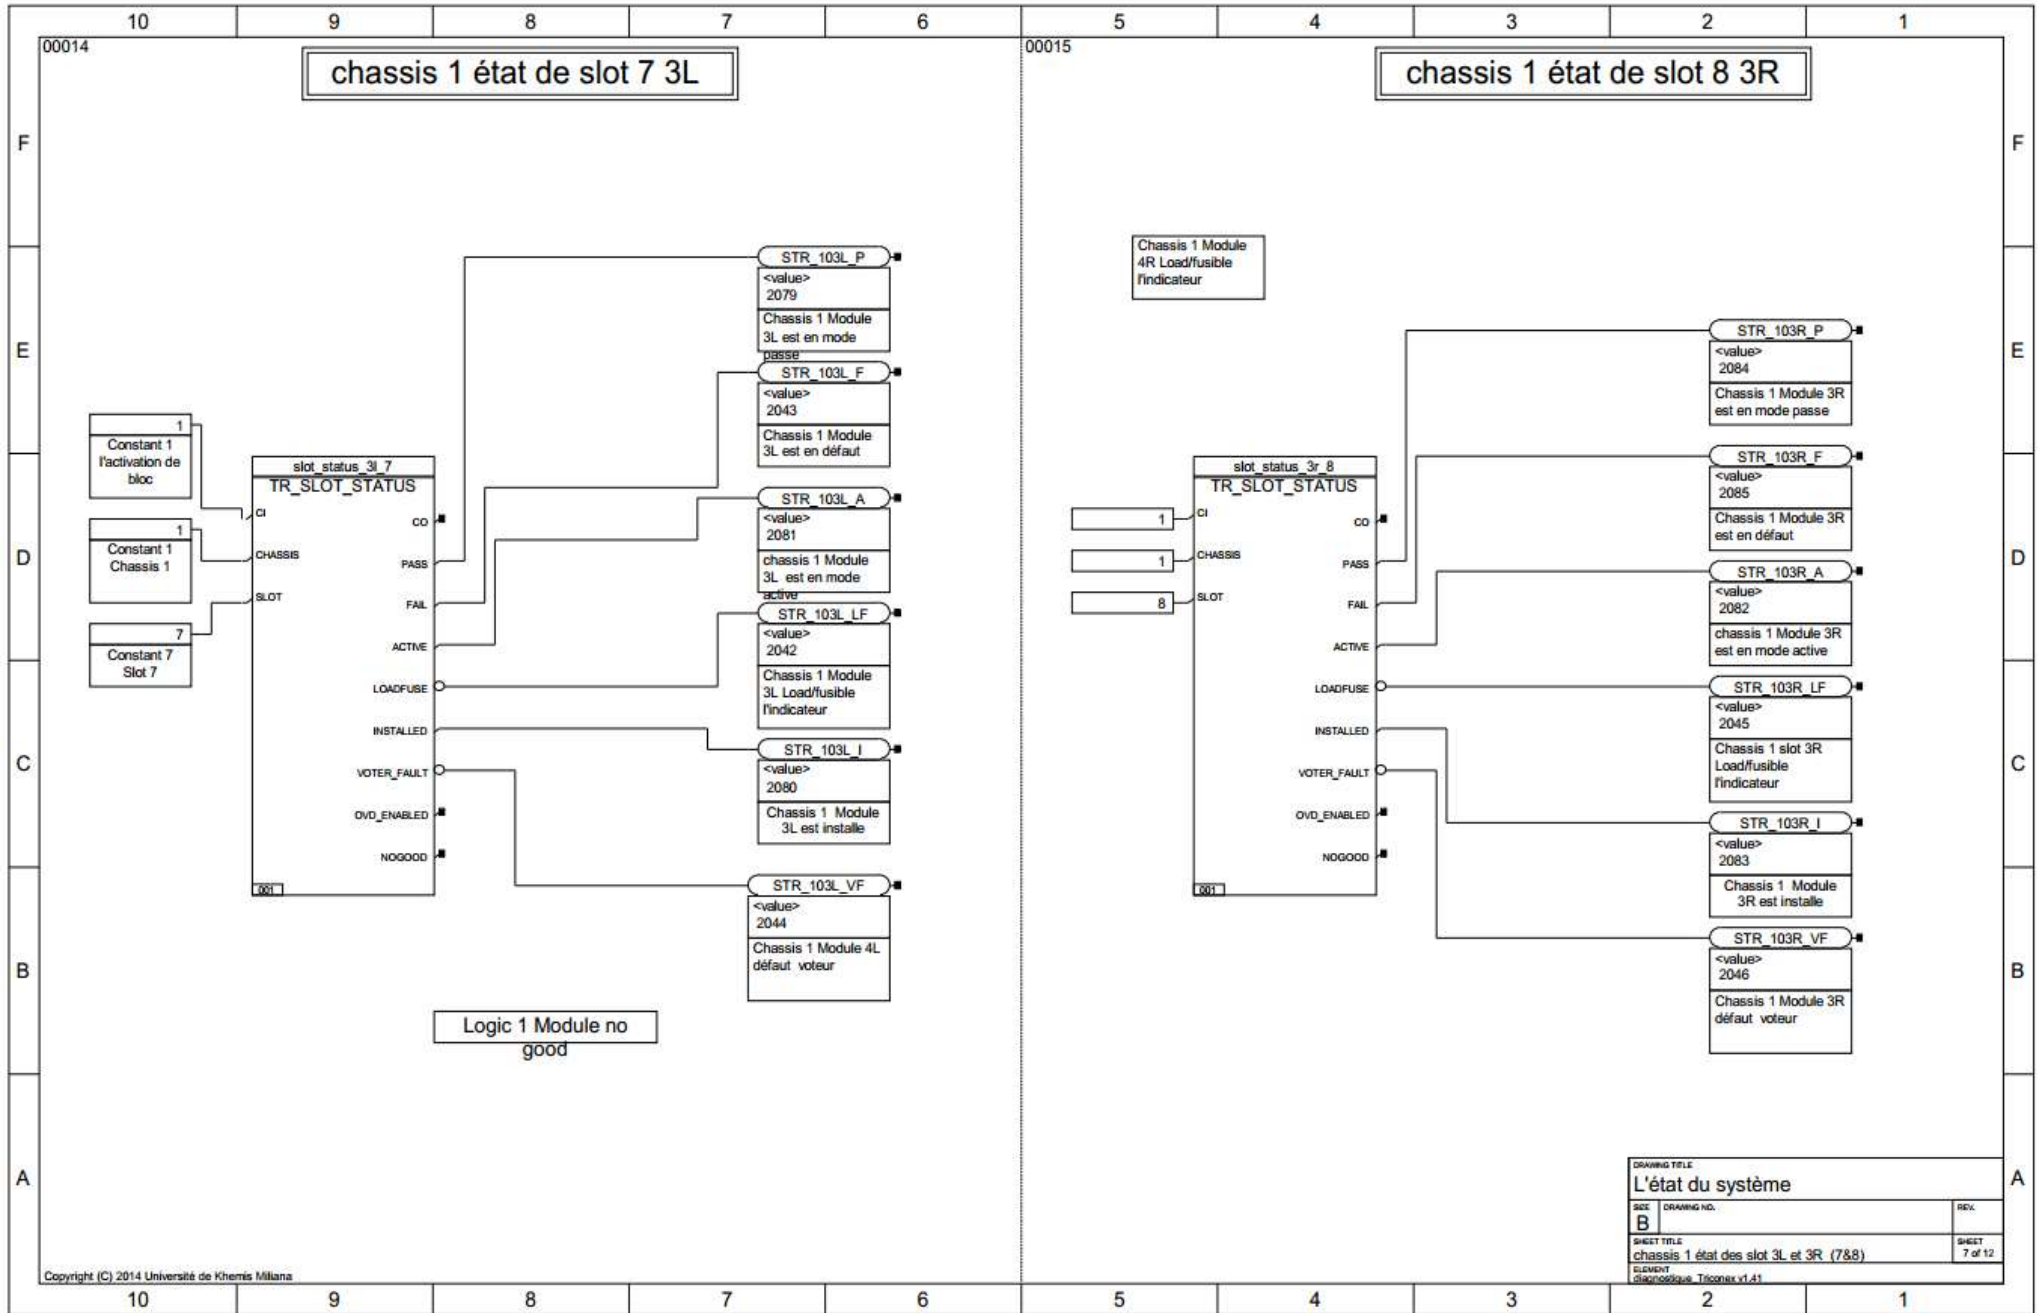 10 9 8 7 6 5 4 3 2 1
00014
chassis 1 état de slot 7 3L
00015
chassis 1 état de slot 8 3R
F
E
D
C
B
A
F
E
D
C
B
A
1
Constant 1
l'activation de
bloc
1
Constant 1
Chassis 1
7
Constant 7
Slot 7
slot_status_3l_7
TR_SLOT_STATUS
CI
CHASSIS
SLOT
CO
PASS
FAIL
ACTIVE
LOADFUSE
INSTALLED
VOTER_FAULT
OVD_ENABLED
NOGOOD
001
STR_103L_P
<value>
2079
Chassis 1 Module
3L est en mode
passe
STR_103L_F
<value>
2043
Chassis 1 Module
3L est en défaut
STR_103L_A
<value>
2081
chassis 1 Module
3L est en mode
active
STR_103L_LF
<value>
2042
Chassis 1 Module
3L Load/fusible
l'indicateur
STR_103L_I
<value>
2080
Chassis 1 Module
3L est installe
STR_103L_VF
<value>
2044
Chassis 1 Module 4L
défaut voteur
Logic 1 Module no
good
Chassis 1 Module
4R Load/fusible
l'indicateur
1
1
8
slot_status_3r_8
TR_SLOT_STATUS
CI
CHASSIS
SLOT
CO
PASS
FAIL
ACTIVE
LOADFUSE
INSTALLED
VOTER_FAULT
OVD_ENABLED
NOGOOD
001
STR_103R_P
<value>
2084
Chassis 1 Module 3R
est en mode passe
STR_103R_F
<value>
2085
Chassis 1 Module 3R
est en défaut
STR_103R_A
<value>
2082
chassis 1 Module 3R
est en mode active
STR_103R_LF
<value>
2045
Chassis 1 slot 3R
Load/fusible
l'indicateur
STR_103R_I
<value>
2083
Chassis 1 Module
3R est installe
STR_103R_VF
<value>
2046
Chassis 1 Module 3R
défaut voteur
DRAWING TITLE
L'état du système
SIZE DRAWING NO. REV.
B
SHEET TITLE SHEET
chassis 1 état des slot 3L et 3R (7&8) 7 of 12
ELEMENT
diagnostique_Triconex v1.41
Copyright (C) 2014 Université de Khemis Miliana
10 9 8 7 6 5 4 3 2 1